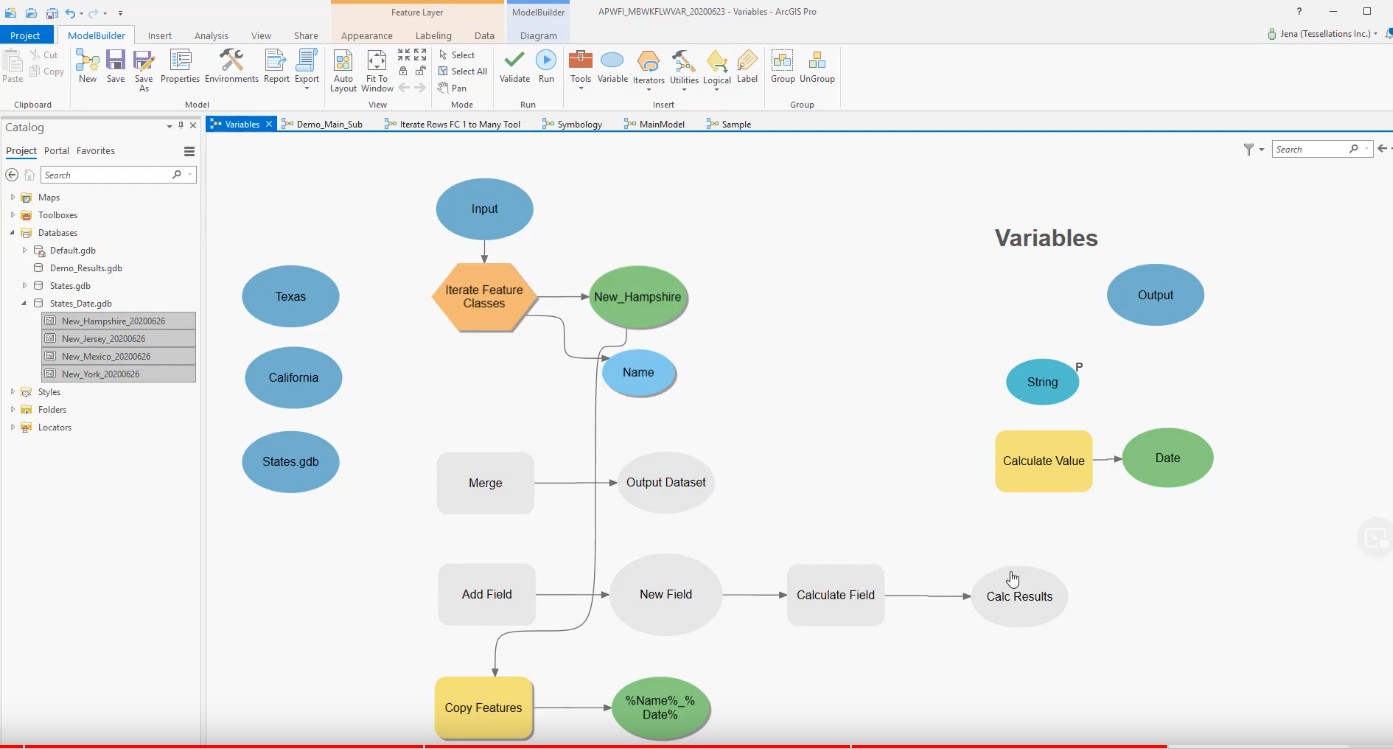 Feature Layer
ModelBuilder
APWFI_MBWKFLWVAR_20200623 - Variables - ArcGIS Pro
?
Project
ModelBuilder
Insert
Analysis
View
Share
Appearance
Labeling
Data
Diagram
Jena (Tessellations Inc.)
Paste
Cut
Copy
Clipboard
New
Save
Save As
Properties
Environments
Report
Export
Model
Auto Layout
Fit To Window
View
Select
Select All
Pan
Mode
Validate
Run
Run
Tools
Variable
Iterators
Utilities
Logical
Label
Insert
Group
UnGroup
Group
Catalog
Project
Portal
Favorites
Search
Maps
Toolboxes
Databases
Default.gdb
Demo_Results.gdb
States.gdb
States_Date.gdb
New_Hampshire_20200626
New_Jersey_20200626
New_Mexico_20200626
New_York_20200626
Styles
Folders
Locators
Variables
Demo_Main_Sub
Iterate Rows FC 1 to Many Tool
Symbology
MainModel
Sample
Search
Input
Variables
Texas
Iterate Feature
Classes
New_Hampshire
Output
California
Name
String
P
States.gdb
Merge
Output Dataset
Calculate Value
Date
Add Field
New Field
Calculate Field
Calc Results
Copy Features
%Name%_%
Date%